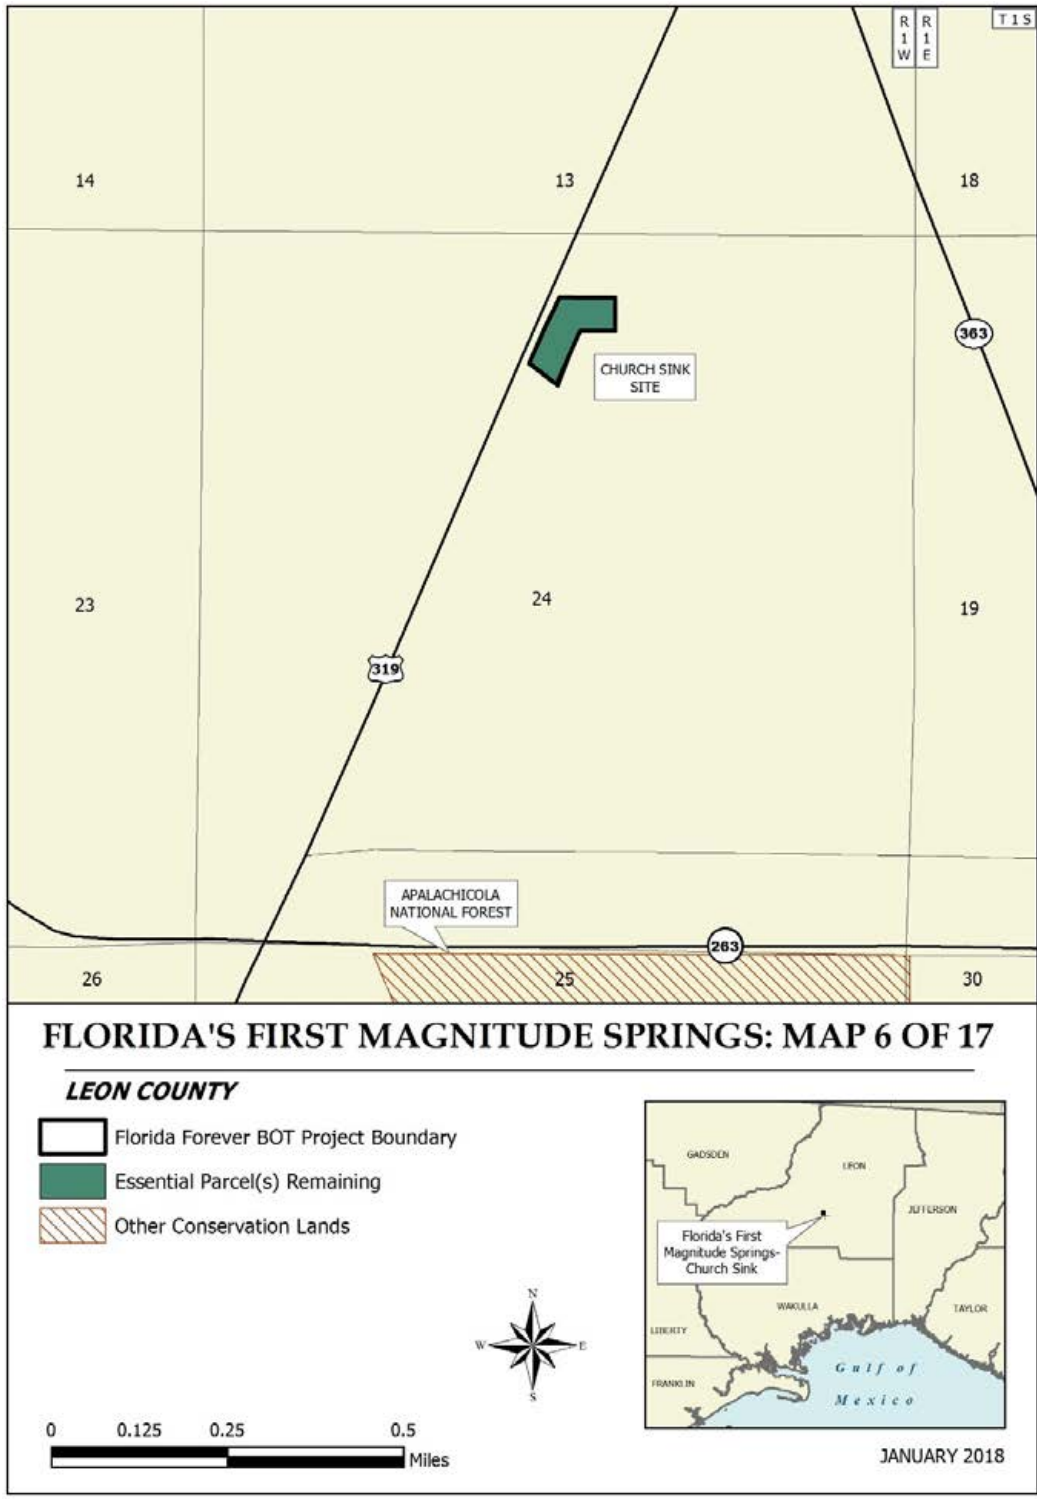 R
1
W
R
1
E
T 1 S
14
13
18
363
CHURCH SINK
SITE
23
24
19
319
APALACHICOLA
NATIONAL FOREST
263
26
25
30
FLORIDA'S FIRST MAGNITUDE SPRINGS: MAP 6 OF 17
LEON COUNTY
Florida Forever BOT Project Boundary
Essential Parcel(s) Remaining
Other Conservation Lands
GADSDEN
LEON
JEFFERSON
Florida's First
Magnitude Springs-
Church Sink
WAKULLA
TAYLOR
LIBERTY
FRANKLIN
Gulf of
Mexico
N
W
E
S
0 0.125 0.25 0.5
Miles
JANUARY 2018